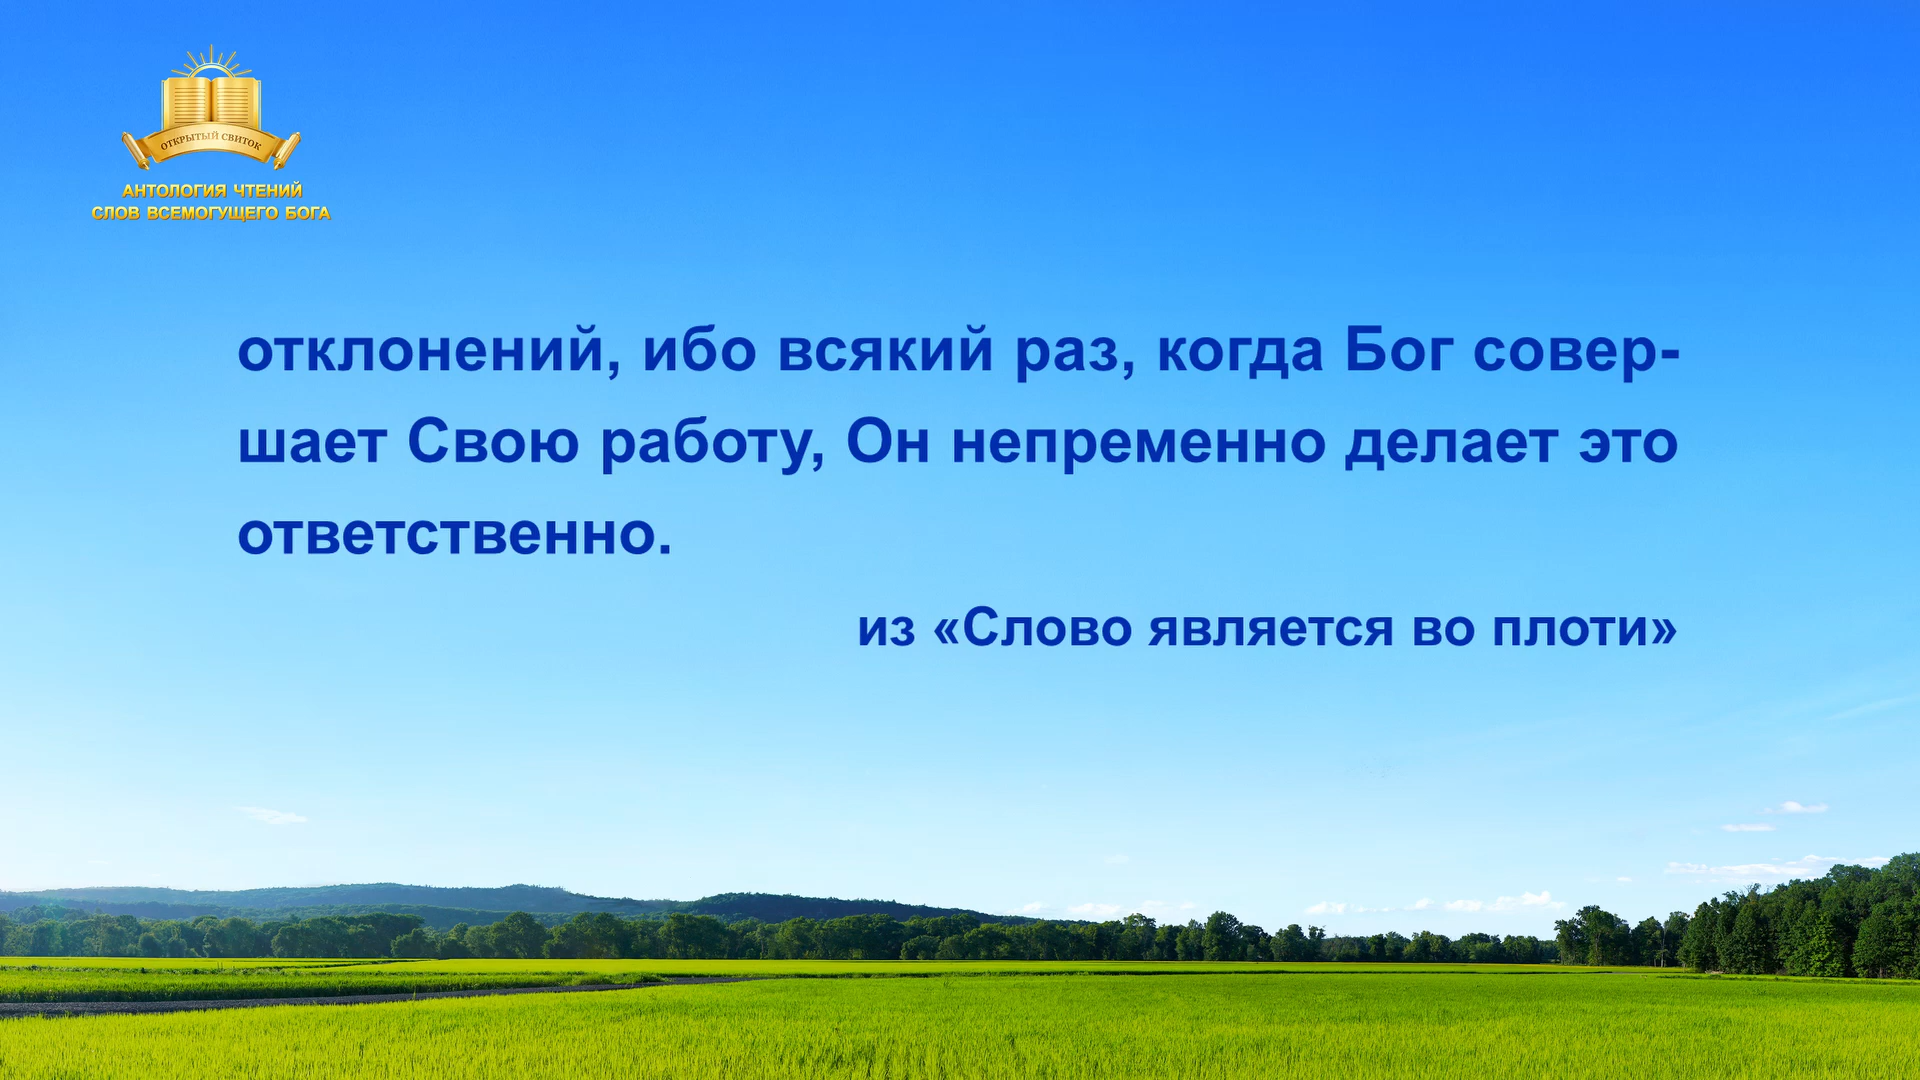 ОТКРЫТЫЙ СВИТОК
АНТОЛОГИЯ ЧТЕНИЙ
СЛОВ ВСЕМОГУЩЕГО БОГА
отклонений, ибо всякий раз, когда Бог совер-
шает Свою работу, Он непременно делает это
ответственно.
из «Слово является во плоти»